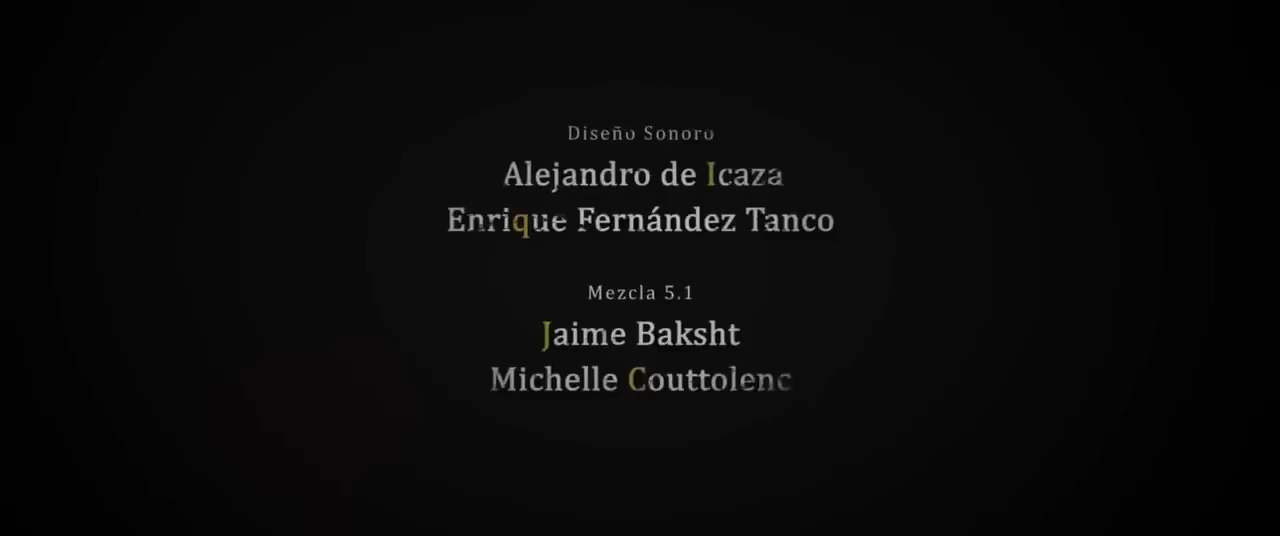 Diseño Sonoro
Alejandro de Icaza
Enrique Fernández Tanco
Mezcla 5.1
Jaime Baksht
Michelle Couttolenc